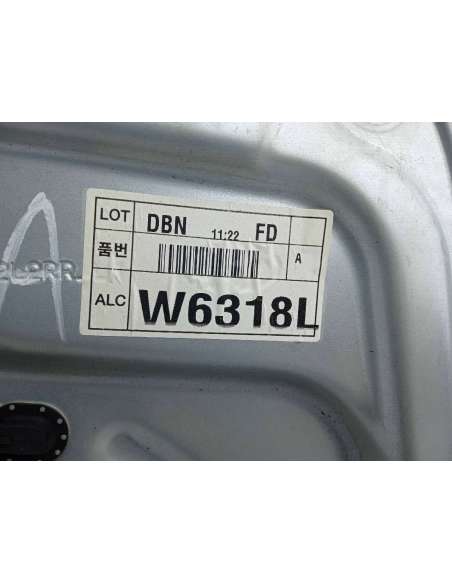 LOT DBN 11:22 FD
품번 A
ALC W6318L
A